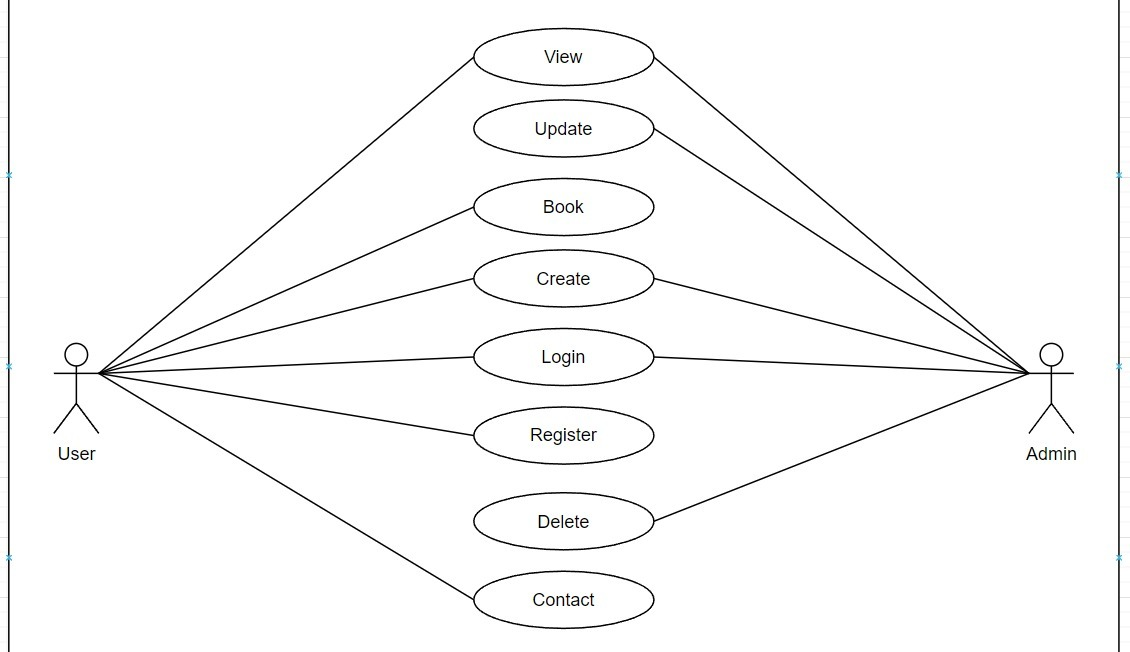 View
Update
Book
Create
Login
Register
User
Admin
Delete
Contact